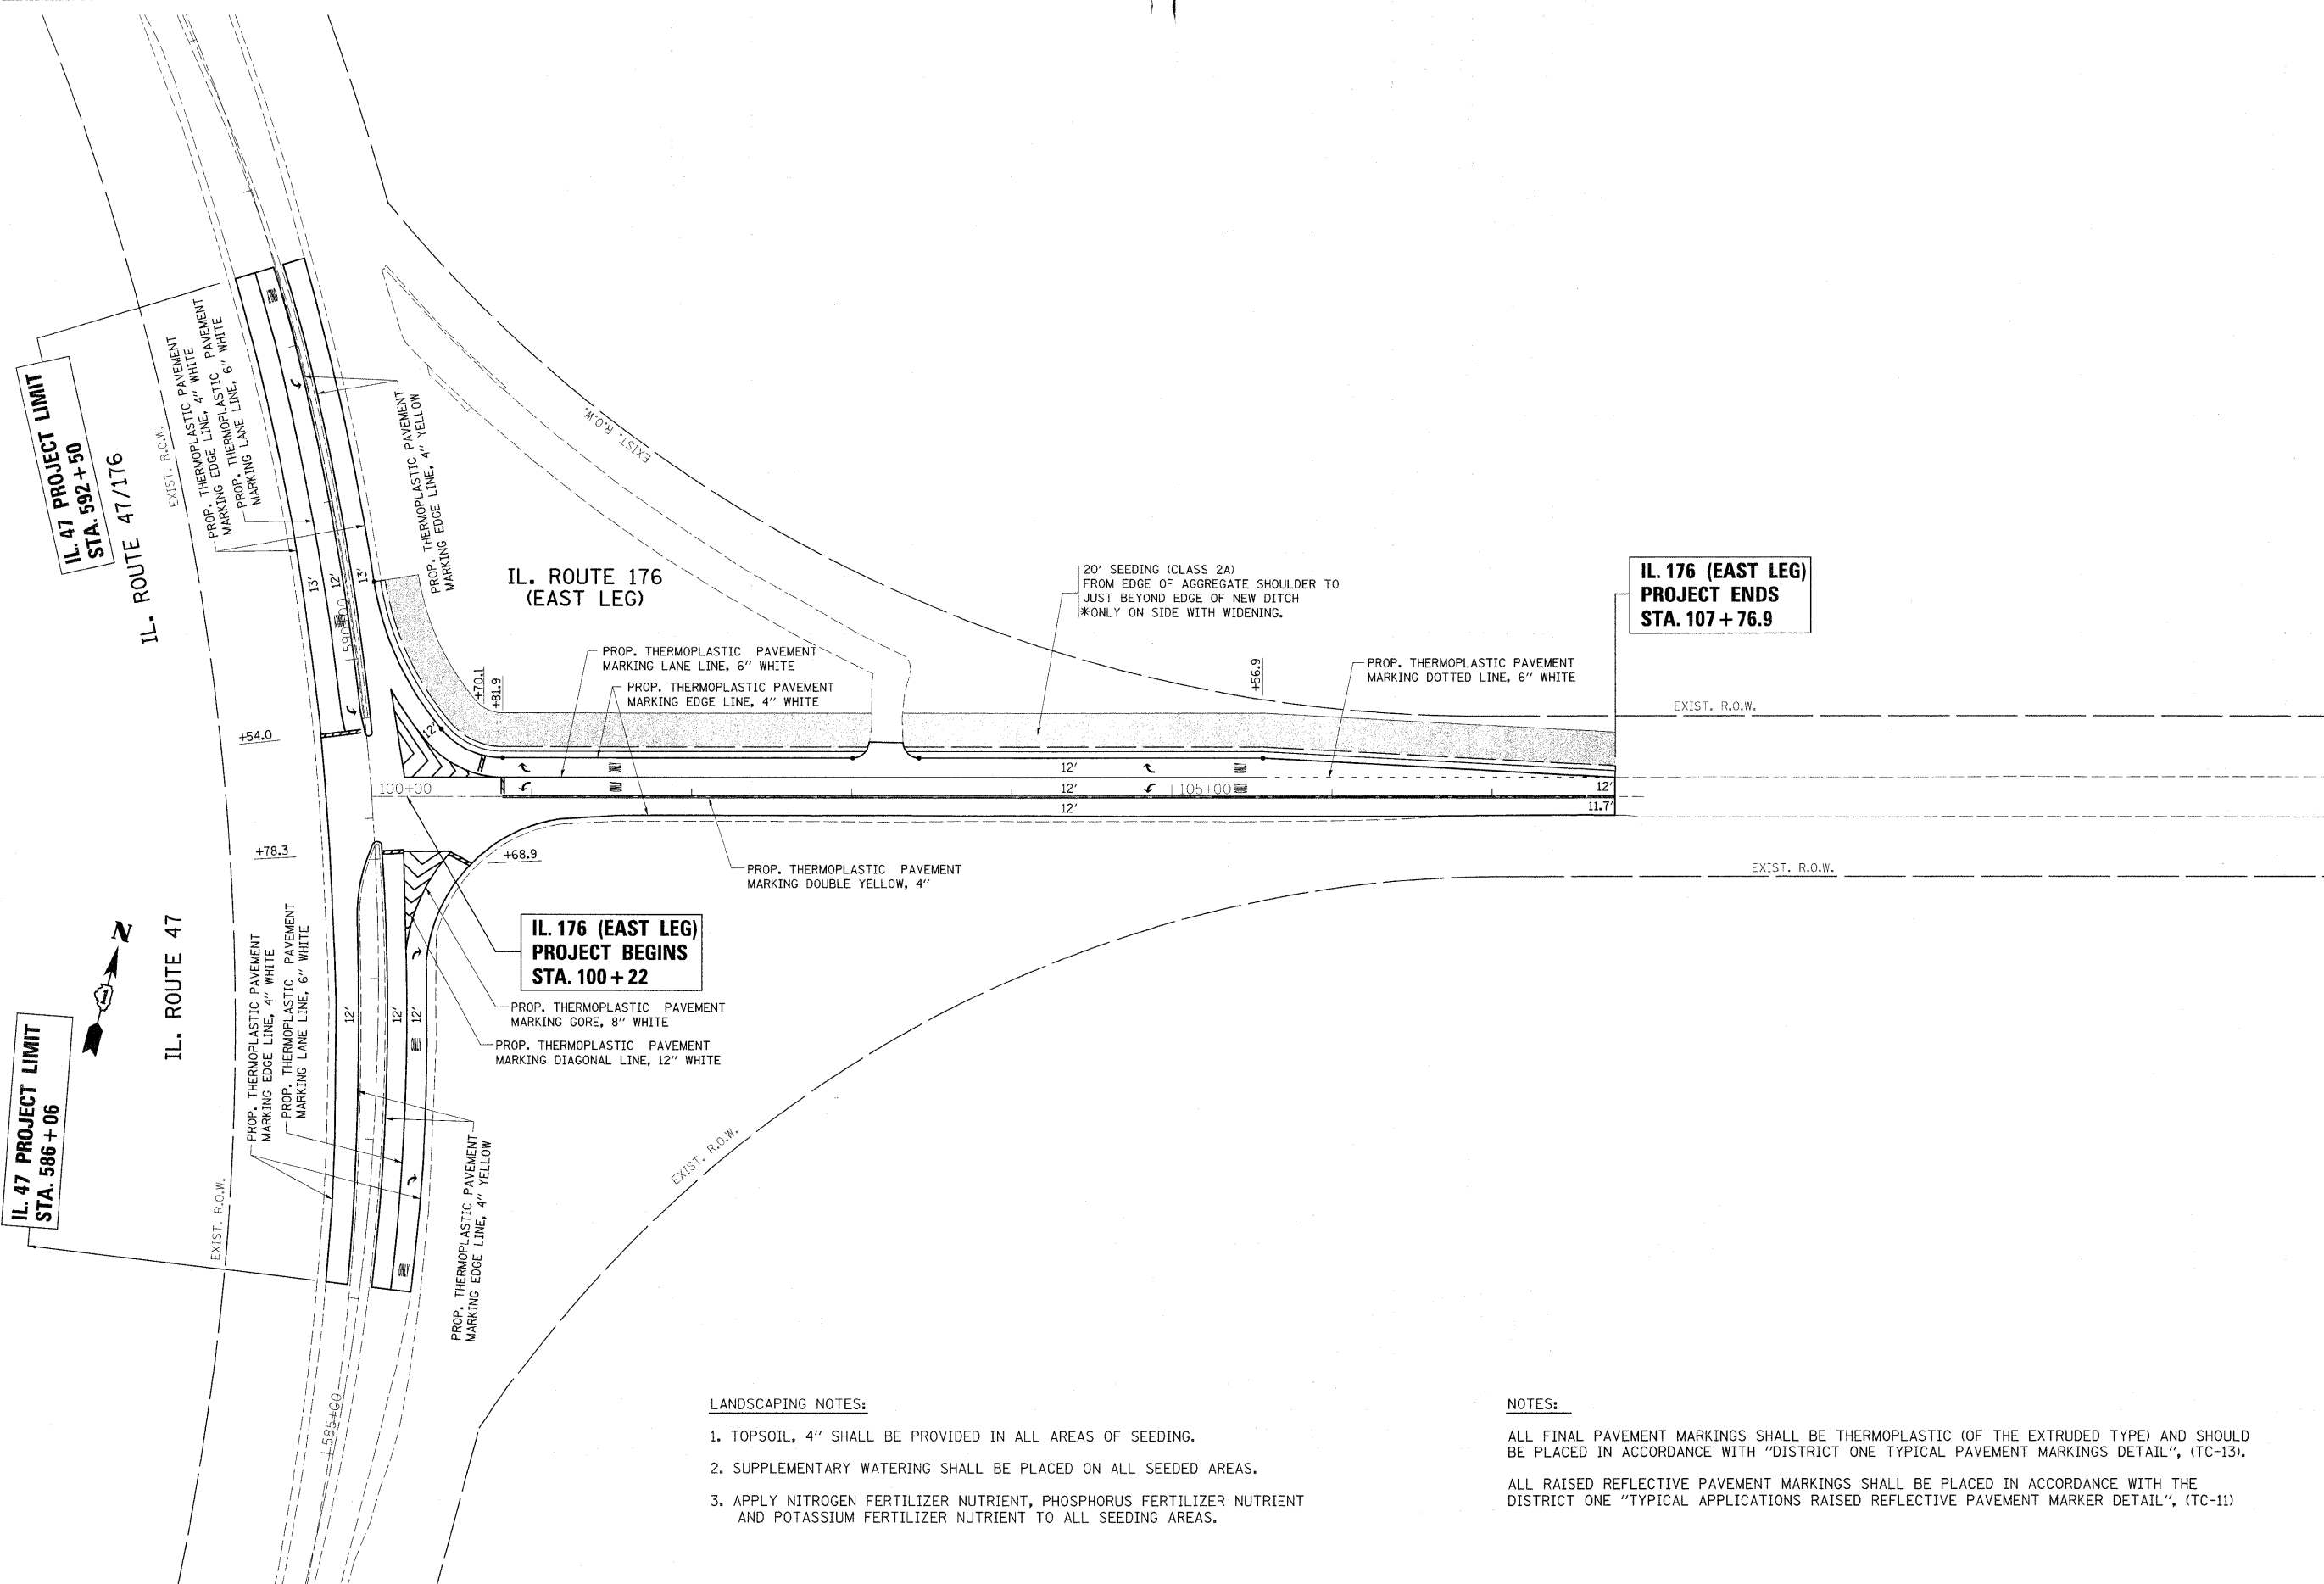 IL. 47 PROJECT LIMIT
STA. 592+50
IL. ROUTE 47/176
EXIST. R.O.W.
PROP. THERMOPLASTIC PAVEMENT
MARKING EDGE LINE, 4" WHITE
PROP. THERMOPLASTIC PAVEMENT
MARKING LANE LINE, 6" WHITE
ONLY
13'
12'
13'
590+00
ONLY
PROP. THERMOPLASTIC PAVEMENT
MARKING EDGE LINE, 4" YELLOW
EXIST. R.O.W.
IL. ROUTE 176
(EAST LEG)
20' SEEDING (CLASS 2A)
FROM EDGE OF AGGREGATE SHOULDER TO
JUST BEYOND EDGE OF NEW DITCH
*ONLY ON SIDE WITH WIDENING.
IL. 176 (EAST LEG)
PROJECT ENDS
STA. 107+76.9
PROP. THERMOPLASTIC PAVEMENT
MARKING LANE LINE, 6" WHITE
PROP. THERMOPLASTIC PAVEMENT
MARKING EDGE LINE, 4" WHITE
PROP. THERMOPLASTIC PAVEMENT
MARKING DOTTED LINE, 6" WHITE
+70.1
+81.9
+56.9
EXIST. R.O.W.
+54.0
12'
ONLY
12'
ONLY
100+00
ONLY
12'
105+00
ONLY
12'
12'
11.7'
+78.3
+68.9
PROP. THERMOPLASTIC PAVEMENT
MARKING DOUBLE YELLOW, 4"
EXIST. R.O.W.
IL. 176 (EAST LEG)
PROJECT BEGINS
STA. 100+22
PROP. THERMOPLASTIC PAVEMENT
MARKING GORE, 8" WHITE
PROP. THERMOPLASTIC PAVEMENT
MARKING DIAGONAL LINE, 12" WHITE
N
IL. ROUTE 47
PROP. THERMOPLASTIC PAVEMENT
MARKING EDGE LINE, 4" WHITE
PROP. THERMOPLASTIC PAVEMENT
MARKING LANE LINE, 6" WHITE
12'
12'
12'
ONLY
IL. 47 PROJECT LIMIT
STA. 586+06
EXIST. R.O.W.
ONLY
PROP. THERMOPLASTIC PAVEMENT
MARKING EDGE LINE, 4" YELLOW
EXIST. R.O.W.
585+00
LANDSCAPING NOTES:
1. TOPSOIL, 4" SHALL BE PROVIDED IN ALL AREAS OF SEEDING.
2. SUPPLEMENTARY WATERING SHALL BE PLACED ON ALL SEEDED AREAS.
3. APPLY NITROGEN FERTILIZER NUTRIENT, PHOSPHORUS FERTILIZER NUTRIENT
AND POTASSIUM FERTILIZER NUTRIENT TO ALL SEEDING AREAS.
NOTES:
ALL FINAL PAVEMENT MARKINGS SHALL BE THERMOPLASTIC (OF THE EXTRUDED TYPE) AND SHOULD
BE PLACED IN ACCORDANCE WITH "DISTRICT ONE TYPICAL PAVEMENT MARKINGS DETAIL", (TC-13).
ALL RAISED REFLECTIVE PAVEMENT MARKINGS SHALL BE PLACED IN ACCORDANCE WITH THE
DISTRICT ONE "TYPICAL APPLICATIONS RAISED REFLECTIVE PAVEMENT MARKER DETAIL", (TC-11)